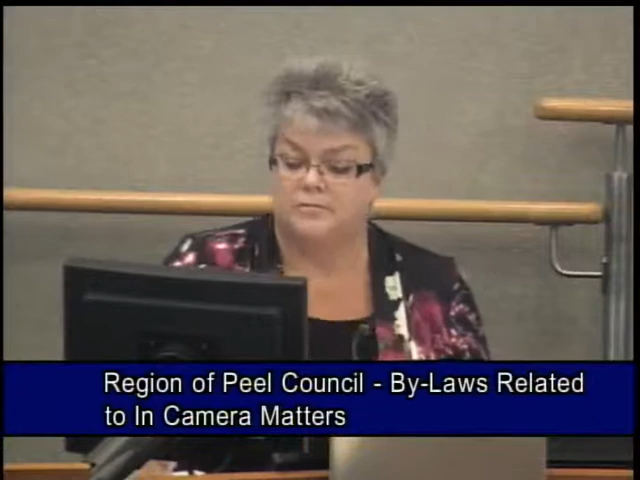 Region of Peel Council - By-Laws Related
to In Camera Matters